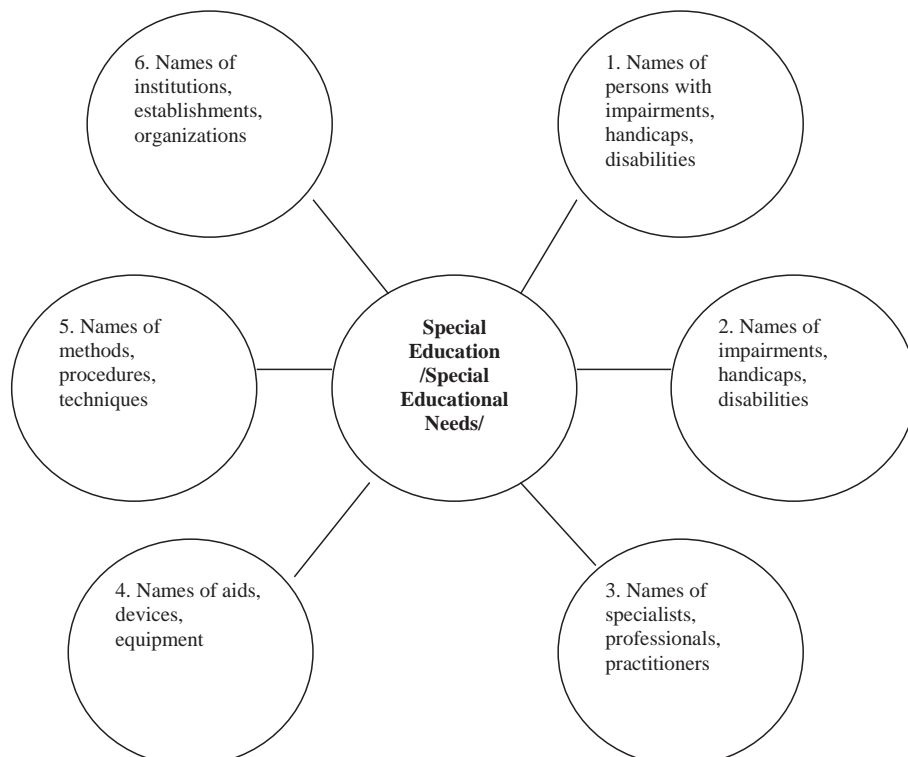 6. Names of
institutions,
establishments,
organizations
1. Names of
persons with
impairments,
handicaps,
disabilities
5. Names of
methods,
procedures,
techniques
Special
Education
/Special
Educational
Needs/
2. Names of
impairments,
handicaps,
disabilities
4. Names of aids,
devices,
equipment
3. Names of
specialists,
professionals,
practitioners